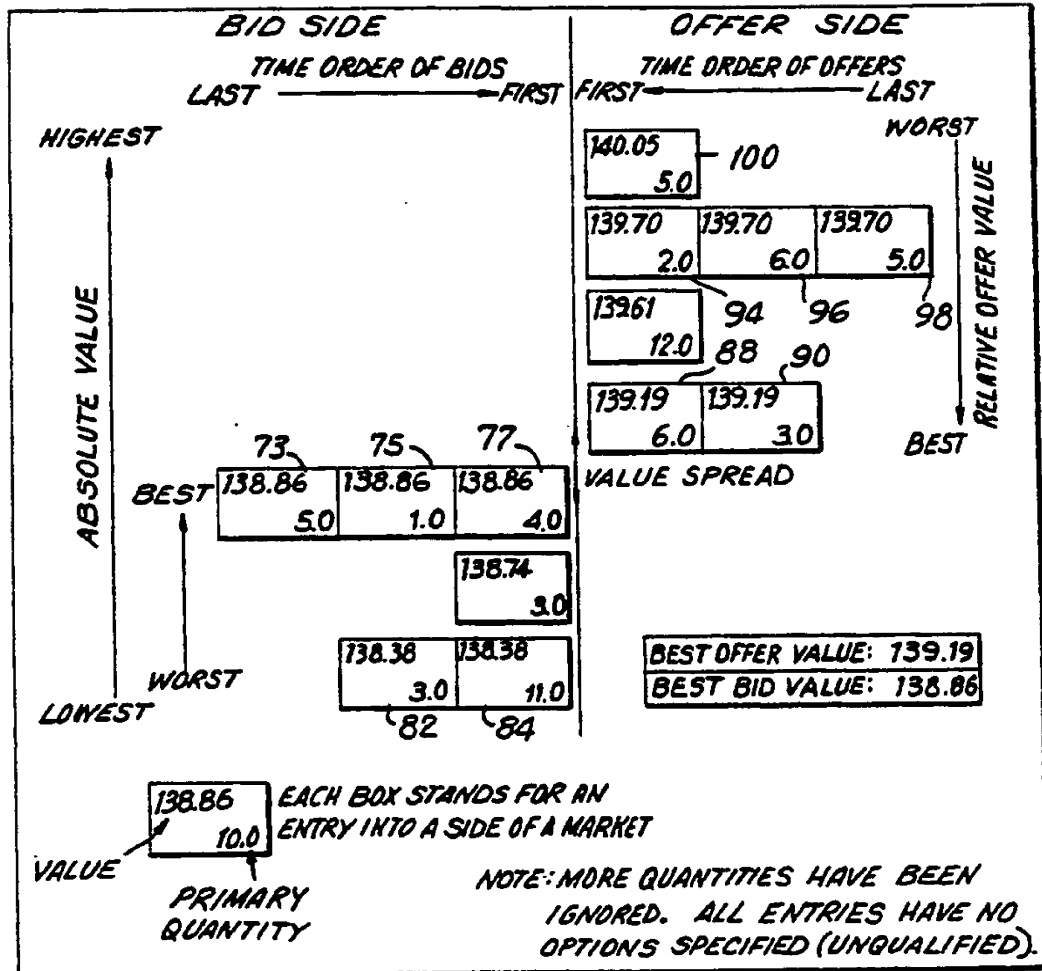 BID SIDE
OFFER SIDE
TIME ORDER OF BIDS
LAST FIRST
TIME ORDER OF OFFERS
FIRST LAST
HIGHEST
ABSOLUTE VALUE
LOWEST
WORST
RELATIVE OFFER VALUE
BEST
140.05
5.0
100
139.70 139.70 139.70
2.0 6.0 5.0
94 96 98
139.61
12.0
88 90
139.19 139.19
6.0 3.0
VALUE SPREAD
73 75 77
BEST
138.86 138.86 138.86
5.0 1.0 4.0
138.74
3.0
138.38 138.38
3.0 11.0
82 84
WORST
BEST OFFER VALUE: 139.19
BEST BID VALUE: 138.86
138.86
10.0
VALUE
PRIMARY
QUANTITY
EACH BOX STANDS FOR AN
ENTRY INTO A SIDE OF A MARKET
NOTE: MORE QUANTITIES HAVE BEEN
IGNORED. ALL ENTRIES HAVE NO
OPTIONS SPECIFIED (UNQUALIFIED).